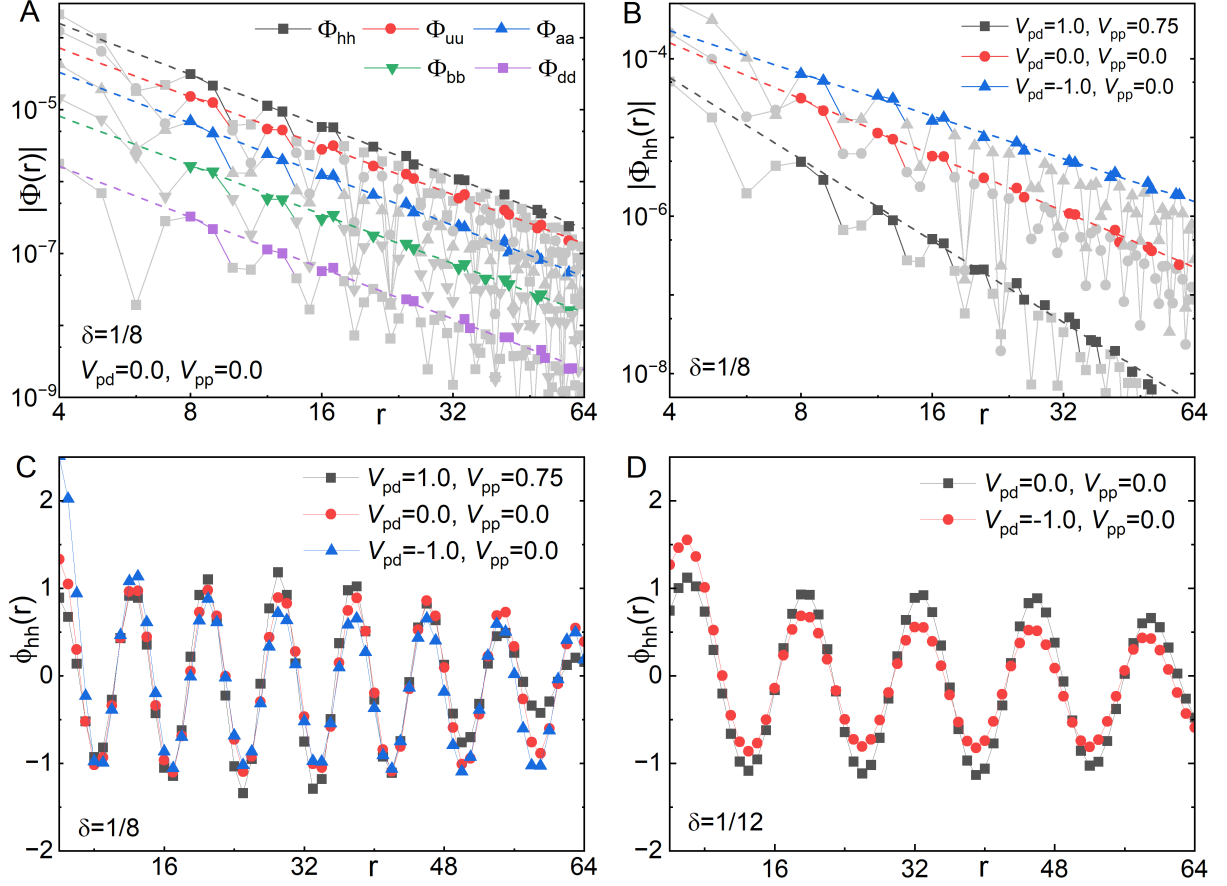 A
Φhh Φuu Φaa
Φbb Φdd
|Φ(r)|
10⁻⁵
10⁻⁷
10⁻⁹
δ=1/8
Vpd=0.0, Vpp=0.0
4 8 16 r 32 64
B
Vpd=1.0, Vpp=0.75
Vpd=0.0, Vpp=0.0
Vpd=-1.0, Vpp=0.0
|Φhh(r)|
10⁻⁴
10⁻⁶
10⁻⁸
δ=1/8
4 8 16 r 32 64
C
Vpd=1.0, Vpp=0.75
Vpd=0.0, Vpp=0.0
Vpd=-1.0, Vpp=0.0
ϕhh(r)
2
1
0
−1
−2
δ=1/8
16 32 r 48 64
D
Vpd=0.0, Vpp=0.0
Vpd=-1.0, Vpp=0.0
ϕhh(r)
2
1
0
−1
−2
δ=1/12
16 32 r 48 64